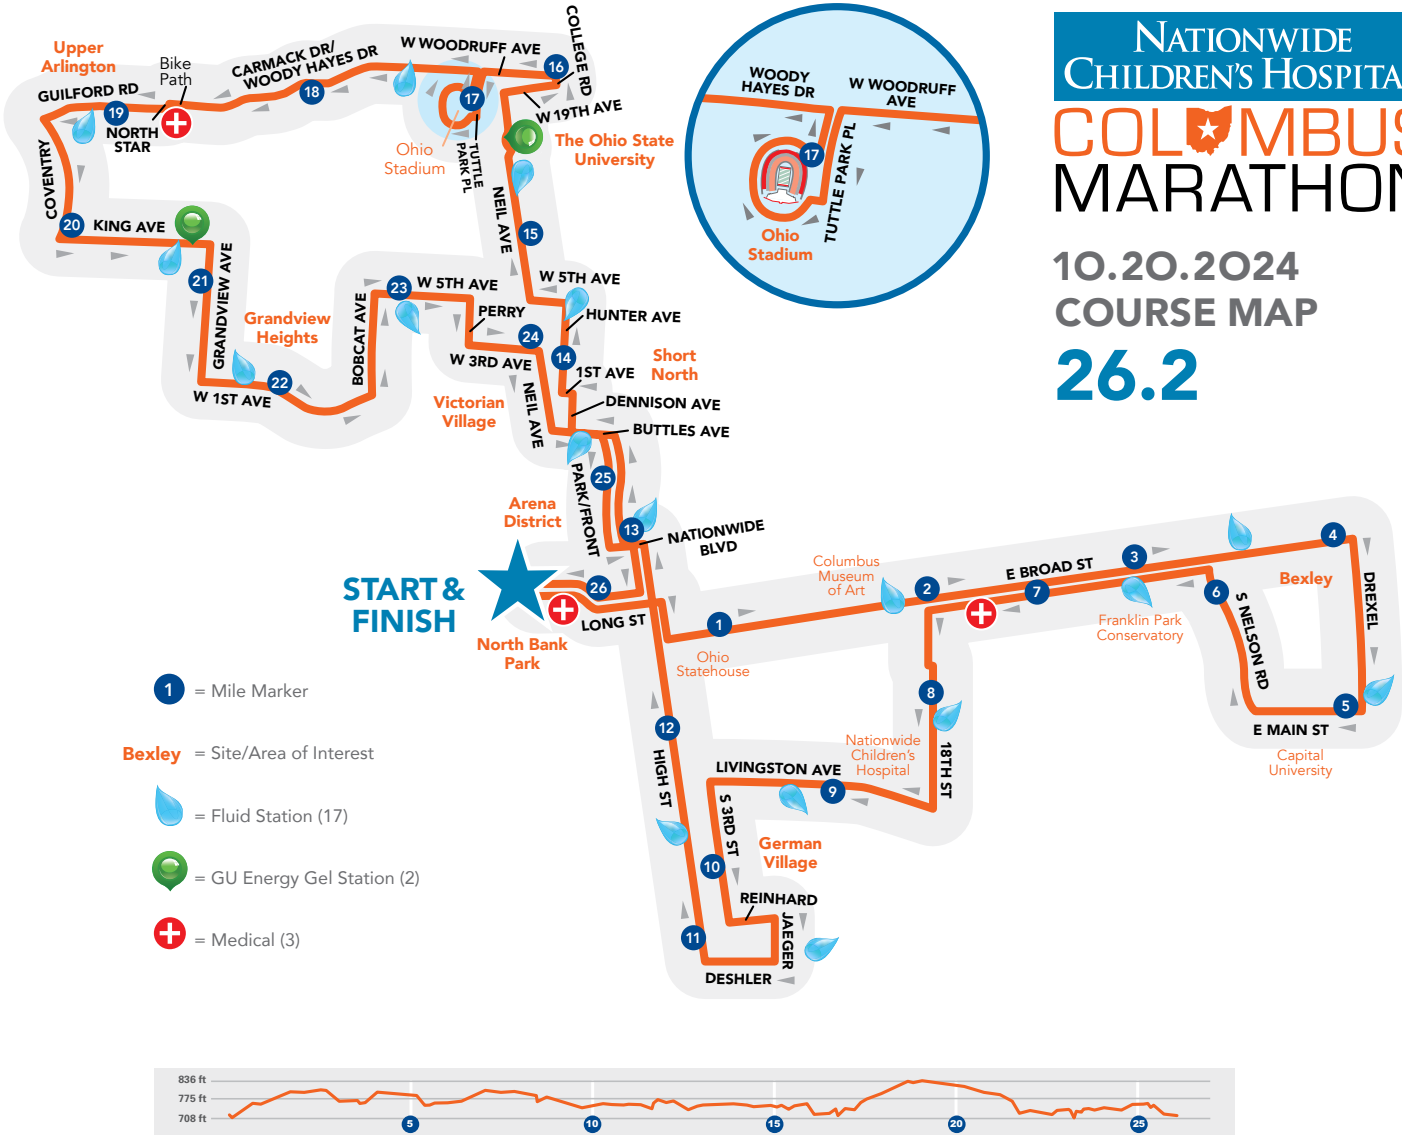 NATIONWIDE
CHILDREN'S HOSPITA
COLUMBUS
MARATHON
10.20.2024
COURSE MAP
26.2
Upper
Arlington
Bike
Path
GUILFORD RD
CARMACK DR/
WOODY HAYES DR
W WOODRUFF AVE
COLLEGE RD
16
17
18
19
NORTH
STAR
W 19TH AVE
Ohio
Stadium
TUTTLE
PARK PL
The Ohio State
University
COVENTRY
NEIL AVE
15
20
KING AVE
21
GRANDVIEW AVE
Grandview
Heights
22
W 1ST AVE
BOBCAT AVE
23
W 5TH AVE
PERRY
24
W 3RD AVE
W 5TH AVE
HUNTER AVE
14
Short
North
1ST AVE
DENNISON AVE
BUTTLES AVE
Victorian
Village
NEIL AVE
PARK/FRONT
25
Arena
District
13
NATIONWIDE
BLVD
WOODY
HAYES DR
W WOODRUFF
AVE
17
TUTTLE PARK PL
Ohio
Stadium
START &
FINISH
26
LONG ST
North Bank
Park
1
Ohio
Statehouse
Columbus
Museum
of Art
2
E BROAD ST
3
4
Bexley
DREXEL
7
6
Franklin Park
Conservatory
S NELSON RD
5
E MAIN ST
Capital
University
8
18TH ST
Nationwide
Children's
Hospital
LIVINGSTON AVE
9
12
HIGH ST
S 3RD ST
German
Village
10
REINHARD
JAEGER
11
DESHLER
1 = Mile Marker
Bexley = Site/Area of Interest
= Fluid Station (17)
= GU Energy Gel Station (2)
= Medical (3)
836 ft
775 ft
708 ft
5
10
15
20
25